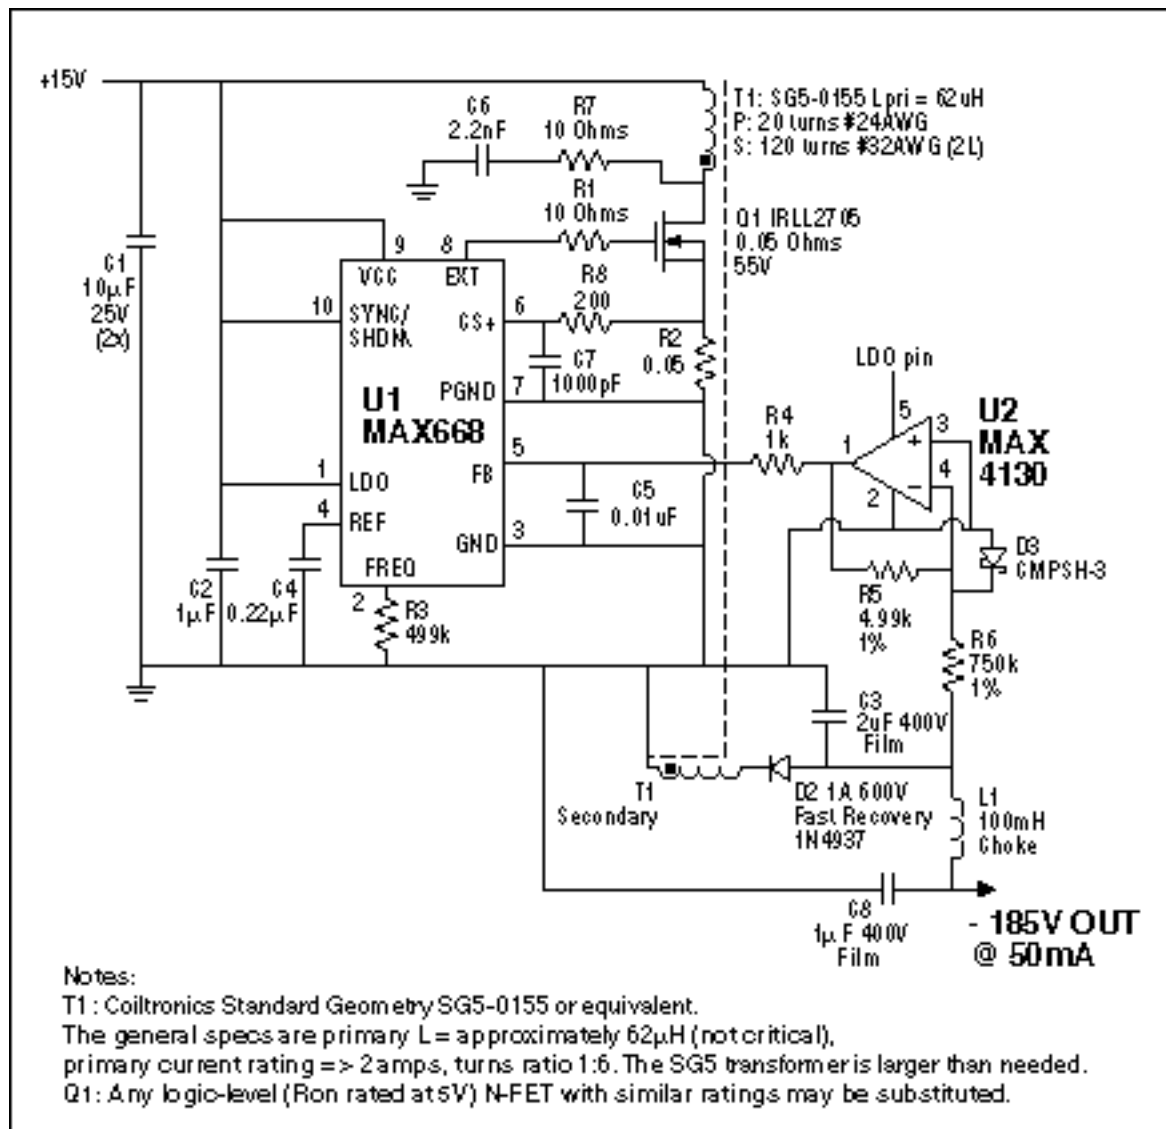 +15V
C6
2.2nF
R7
10 Ohms
T1: SG5-0155 Lpri = 62uH
P: 20 turns #24AWG
S: 120 turns #32AWG (2L)
R1
10 Ohms
Q1 IRLL2705
0.05 Ohms
55V
C1
10µF
25V
(2x)
9
8
VCC
EXT
10
SYNC/
SHDN
6
CS+
R8
200
R2
0.05
C7
1000pF
7
PGND
U1
MAX668
5
FB
1
LDO
4
REF
C5
0.01uF
3
GND
FREQ
2
C2
1µF
C4
0.22µF
R3
499k
LDO pin
R4
1k
1
5
3
+
4
−
2
U2
MAX
4130
D3
CMPSH-3
R5
4.99k
1%
R6
750k
1%
C3
2uF 400V
Film
T1
Secondary
D2 1A 600V
Fast Recovery
1N4937
L1
100mH
Choke
C8
1µF 400V
Film
- 185V OUT
@ 50mA
Notes:
T1: Coiltronics Standard Geometry SG5-0155 or equivalent.
The general specs are primary L = approximately 62µH (not critical),
primary current rating => 2 amps, turns ratio 1:6. The SG5 transformer is larger than needed.
Q1: Any logic-level (Ron rated at 5V) N-FET with similar ratings may be substituted.